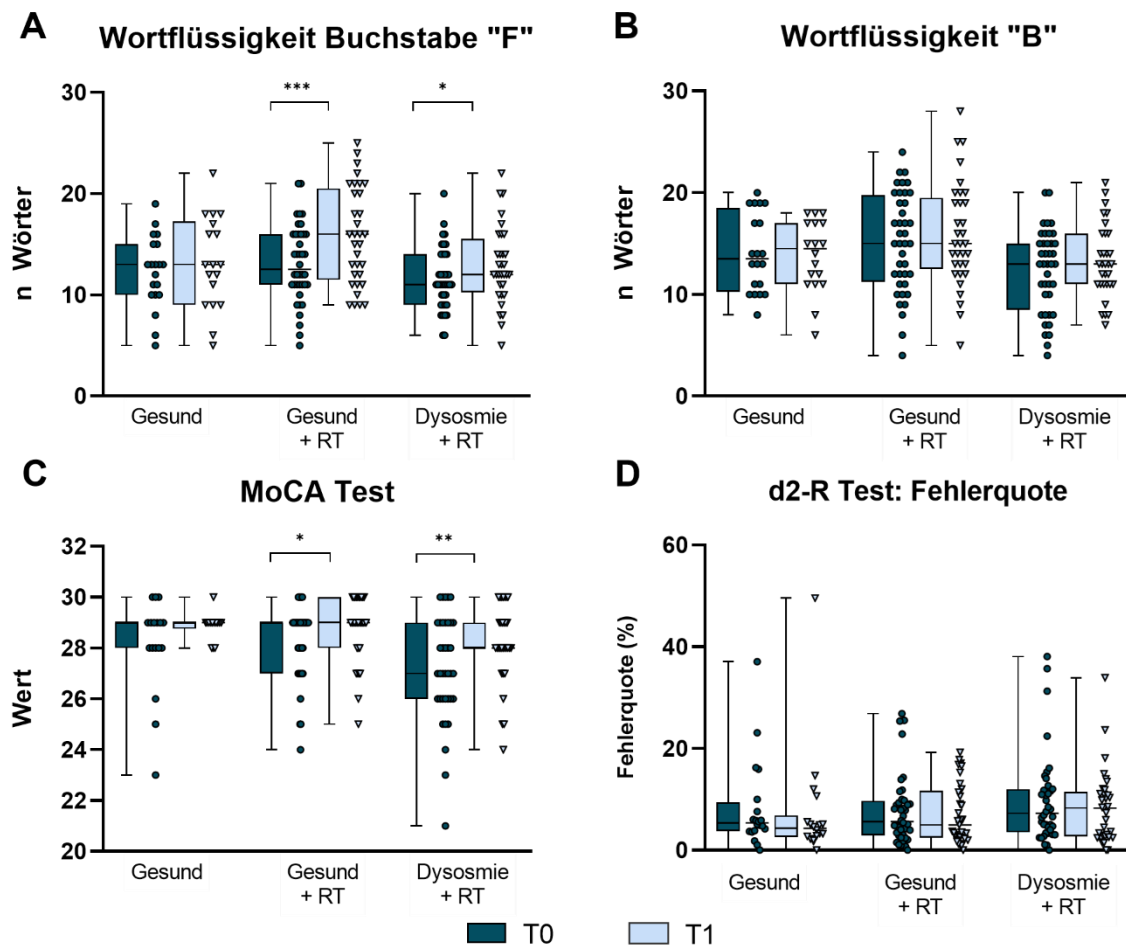 A
Wortflüssigkeit Buchstabe "F"
n Wörter
30
20
10
0
***
*
Gesund
Gesund
+ RT
Dysosmie
+ RT
B
Wortflüssigkeit "B"
n Wörter
30
20
10
0
Gesund
Gesund
+ RT
Dysosmie
+ RT
C
MoCA Test
Wert
32
30
28
26
24
22
20
*
**
Gesund
Gesund
+ RT
Dysosmie
+ RT
D
d2-R Test: Fehlerquote
Fehlerquote (%)
60
40
20
0
Gesund
Gesund
+ RT
Dysosmie
+ RT
T0
T1